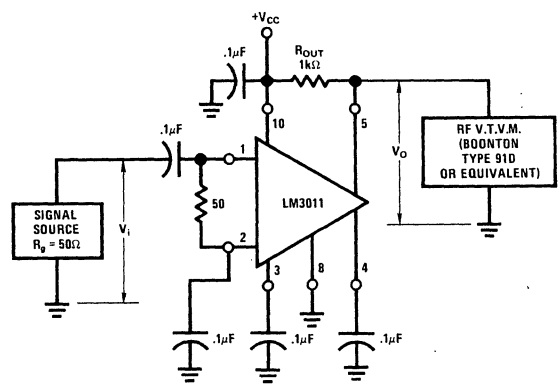 +VCC
.1µF
ROUT
1kΩ
10
5
.1µF
1
VO
RF V.T.V.M.
(BOONTON
TYPE 91D
OR EQUIVALENT)
50
LM3011
SIGNAL
SOURCE
Rg = 50Ω
Vi
2
3
8
4
.1µF
.1µF
.1µF